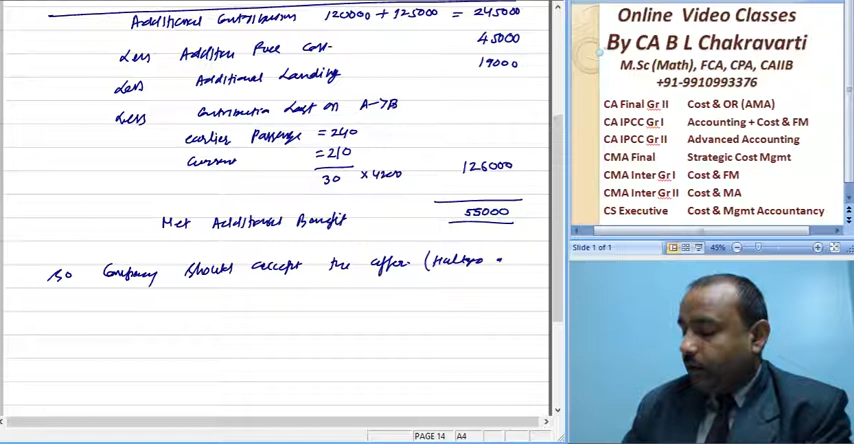 Additional Contribution 120000 + 125000 = 245000
Less Addition Fuel Cost 45000
Less Additional Landing 19000
Less Contribution Lost on A→B
earlier Passenge = 240
Current = 210
30 x 4200 126000
Net Additional Benefit 55000
so Company should accept the offer (Haltipo
PAGE 14 A4
Online Video Classes
By CA B L Chakravarti
M.Sc (Math), FCA, CPA, CAIIB
+91-9910993376
CA Final Gr II Cost & OR (AMA)
CA IPCC Gr I Accounting + Cost & FM
CA IPCC Gr II Advanced Accounting
CMA Final Strategic Cost Mgmt
CMA Inter Gr I Cost & FM
CMA Inter Gr II Cost & MA
CS Executive Cost & Mgmt Accountancy
Slide 1 of 1 45%